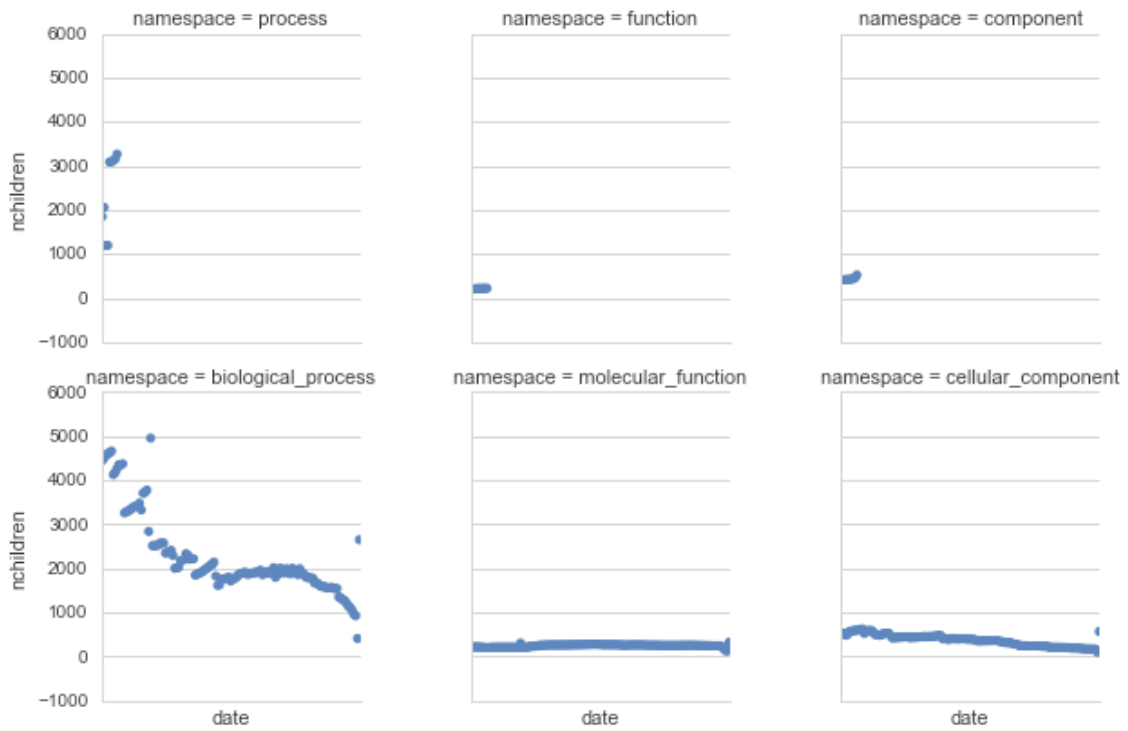 namespace = process
namespace = function
namespace = component
6000
5000
4000
3000
2000
1000
0
−1000
nchildren
namespace = biological_process
namespace = molecular_function
namespace = cellular_component
6000
5000
4000
3000
2000
1000
0
−1000
nchildren
date
date
date